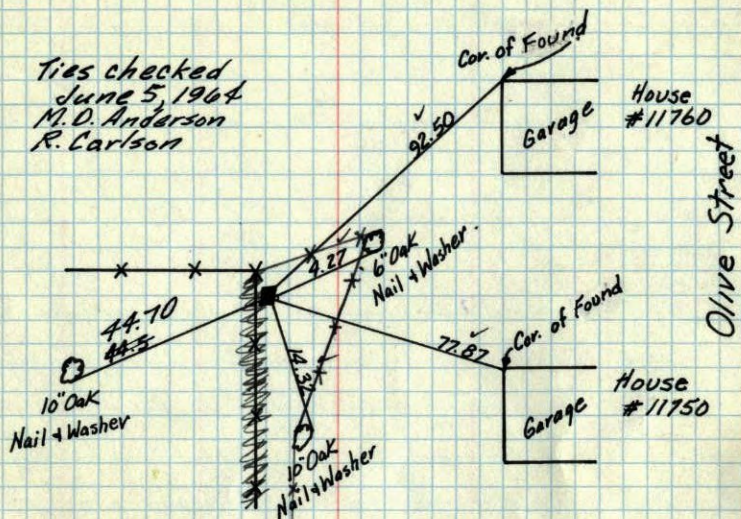 Ties checked
June 5, 1964
M.D. Anderson
R. Carlson
Cor. of Found
92.50
Garage
House
#11760
Olive Street
4.27
6" Oak
Nail & Washer.
44.70
44.5
10" Oak
Nail & Washer
14.37
10" Oak
Nail & Washer
77.87
Cor. of Found
Garage
House
#11750